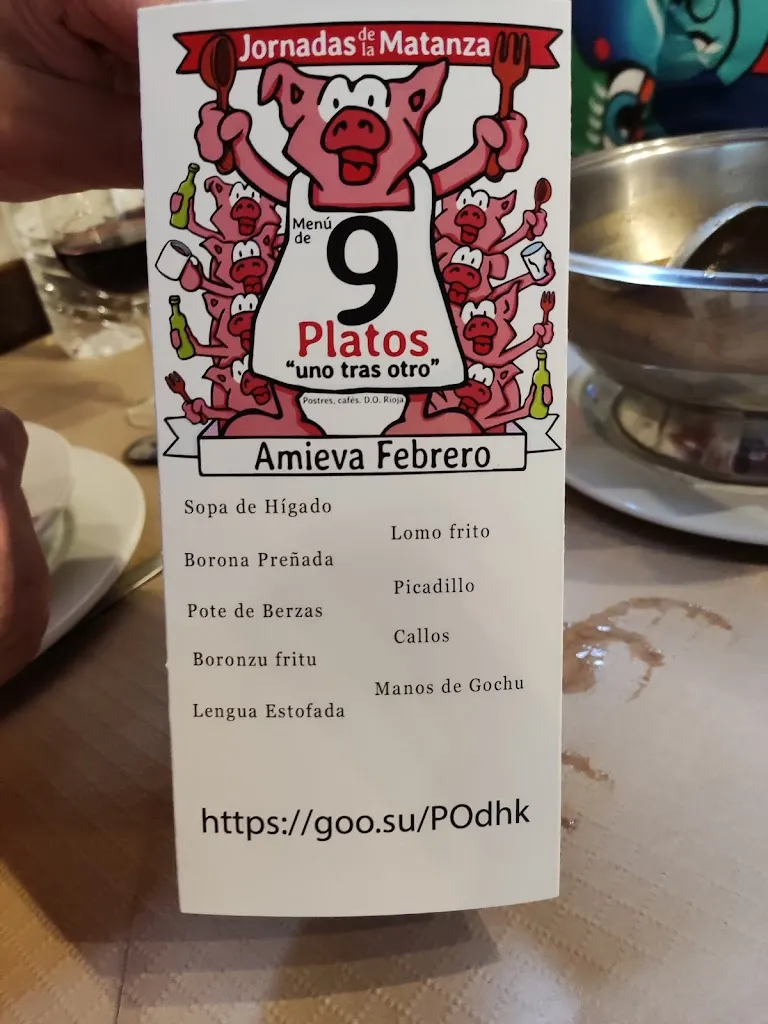 Jornadas de la Matanza
Menú
de
9
Platos
“uno tras otro”
Postres, cafés. D.O. Rioja
Amieva Febrero
Sopa de Hígado
Lomo frito
Borona Preñada
Picadillo
Pote de Berzas
Callos
Boronzu fritu
Manos de Gochu
Lengua Estofada
https://goo.su/POdhk